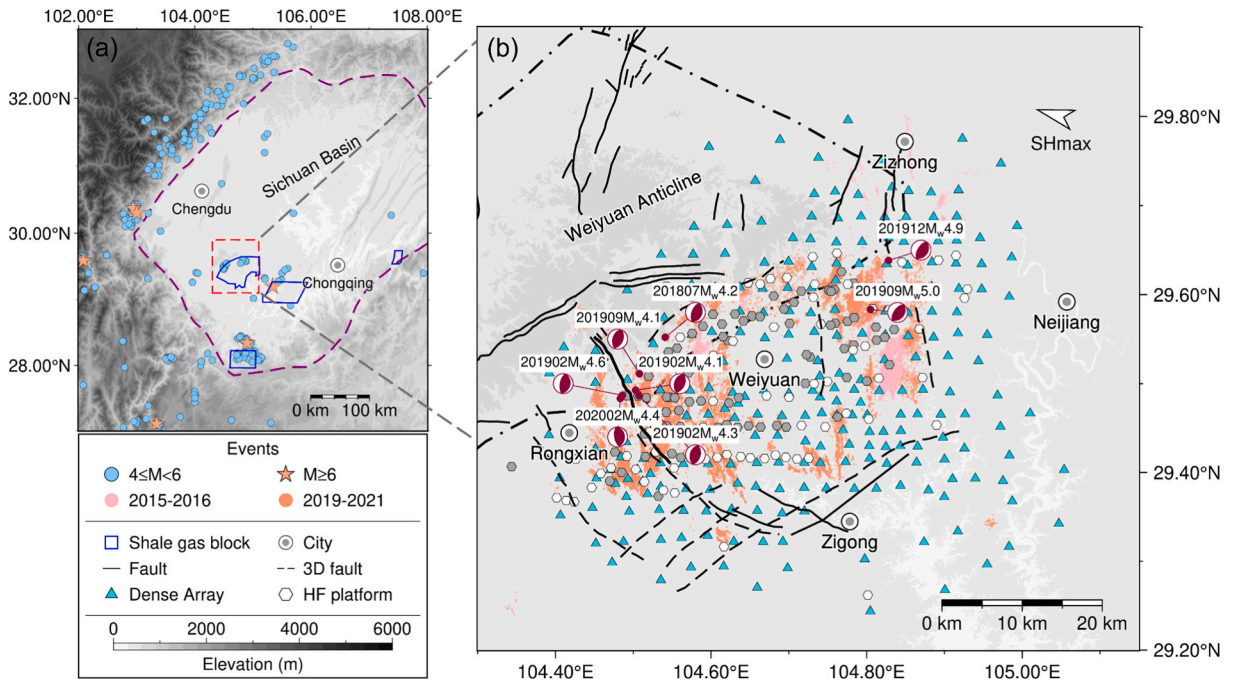 102.00°E
104.00°E
106.00°E
108.00°E
(a)
32.00°N
30.00°N
28.00°N
Sichuan Basin
Chengdu
Chongqing
0 km 100 km
Events
4≤M<6
M≥6
2015-2016
2019-2021
Shale gas block
City
Fault
3D fault
Dense Array
HF platform
0
2000
4000
6000
Elevation (m)
(b)
29.80°N
29.60°N
29.40°N
29.20°N
SHmax
Zizhong
Weiyuan Anticline
201912Mw4.9
201807Mw4.2
201909Mw5.0
201909Mw4.1
Neijiang
201902Mw4.6
201902Mw4.1
Weiyuan
202002Mw4.4
201902Mw4.3
Rongxian
Zigong
0 km
10 km
20 km
104.40°E
104.60°E
104.80°E
105.00°E